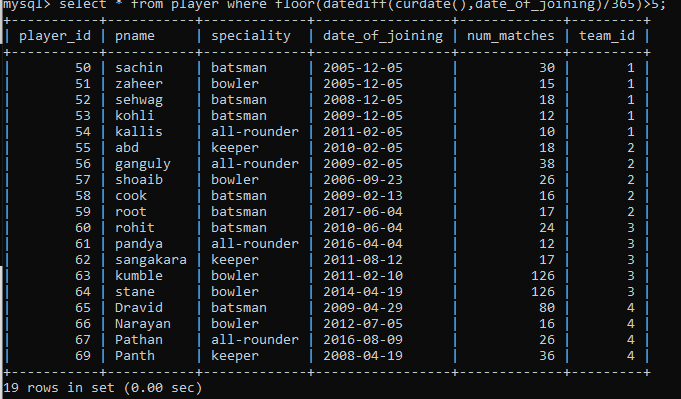 mysql> select * from player where floor(datediff(curdate(),date_of_joining)/365)>5;
+-----------+-----------+-------------+-----------------+-------------+---------+
| player_id | pname     | speciality  | date_of_joining | num_matches | team_id |
+-----------+-----------+-------------+-----------------+-------------+---------+
|        50 | sachin    | batsman     | 2005-12-05      |          30 |       1 |
|        51 | zaheer    | bowler      | 2005-12-05      |          15 |       1 |
|        52 | sehwag    | batsman     | 2008-12-05      |          18 |       1 |
|        53 | kohli     | batsman     | 2009-12-05      |          12 |       1 |
|        54 | kallis    | all-rounder | 2011-02-05      |          10 |       1 |
|        55 | abd       | keeper      | 2010-02-05      |          18 |       2 |
|        56 | ganguly   | all-rounder | 2009-02-05      |          38 |       2 |
|        57 | shoaib    | bowler      | 2006-09-23      |          26 |       2 |
|        58 | cook      | batsman     | 2009-02-13      |          16 |       2 |
|        59 | root      | batsman     | 2017-06-04      |          17 |       2 |
|        60 | rohit     | batsman     | 2010-06-04      |          24 |       3 |
|        61 | pandya    | all-rounder | 2016-04-04      |          12 |       3 |
|        62 | sangakara | keeper      | 2011-08-12      |          17 |       3 |
|        63 | kumble    | bowler      | 2011-02-10      |         126 |       3 |
|        64 | stane     | bowler      | 2014-04-19      |         126 |       3 |
|        65 | Dravid    | batsman     | 2009-04-29      |          80 |       4 |
|        66 | Narayan   | bowler      | 2012-07-05      |          16 |       4 |
|        67 | Pathan    | all-rounder | 2016-08-09      |          26 |       4 |
|        69 | Panth     | keeper      | 2008-04-19      |          36 |       4 |
+-----------+-----------+-------------+-----------------+-------------+---------+
19 rows in set (0.00 sec)